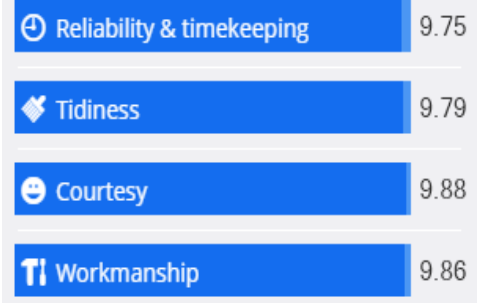 Reliability & timekeeping 9.75
Tidiness 9.79
Courtesy 9.88
Workmanship 9.86